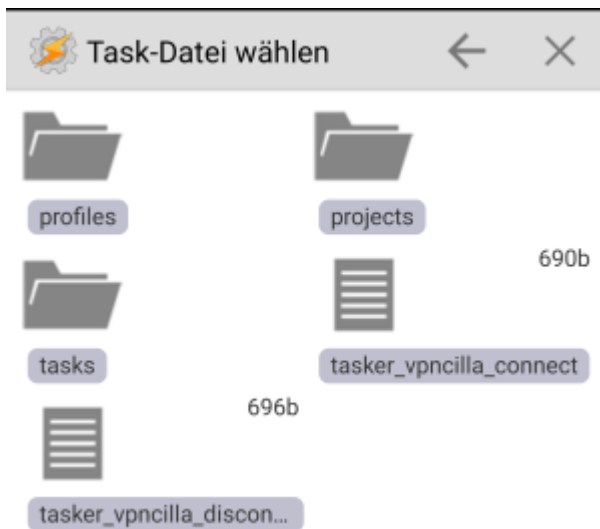 Task-Datei wählen
profiles
projects
690b
tasks
tasker_vpncilla_connect
696b
tasker_vpncilla_discon...